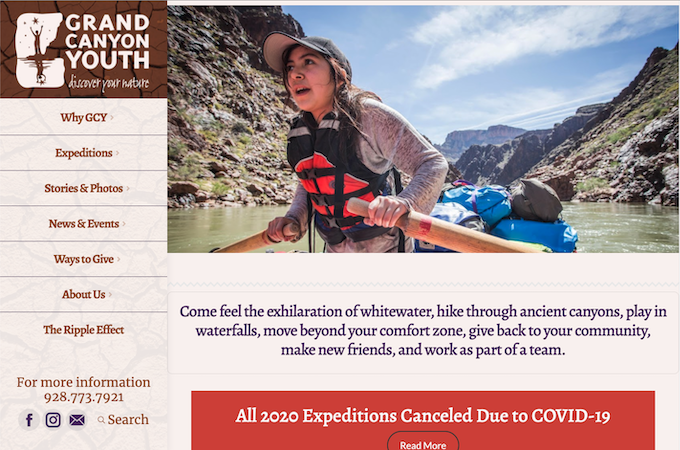 GRAND
CANYON
YOUTH
discover your nature
Why GCY
Expeditions
Stories & Photos
News & Events
Ways to Give
About Us
The Ripple Effect
For more information
928.773.7921
Search
Come feel the exhilaration of whitewater, hike through ancient canyons, play in
waterfalls, move beyond your comfort zone, give back to your community,
make new friends, and work as part of a team.
All 2020 Expeditions Canceled Due to COVID-19
Read More